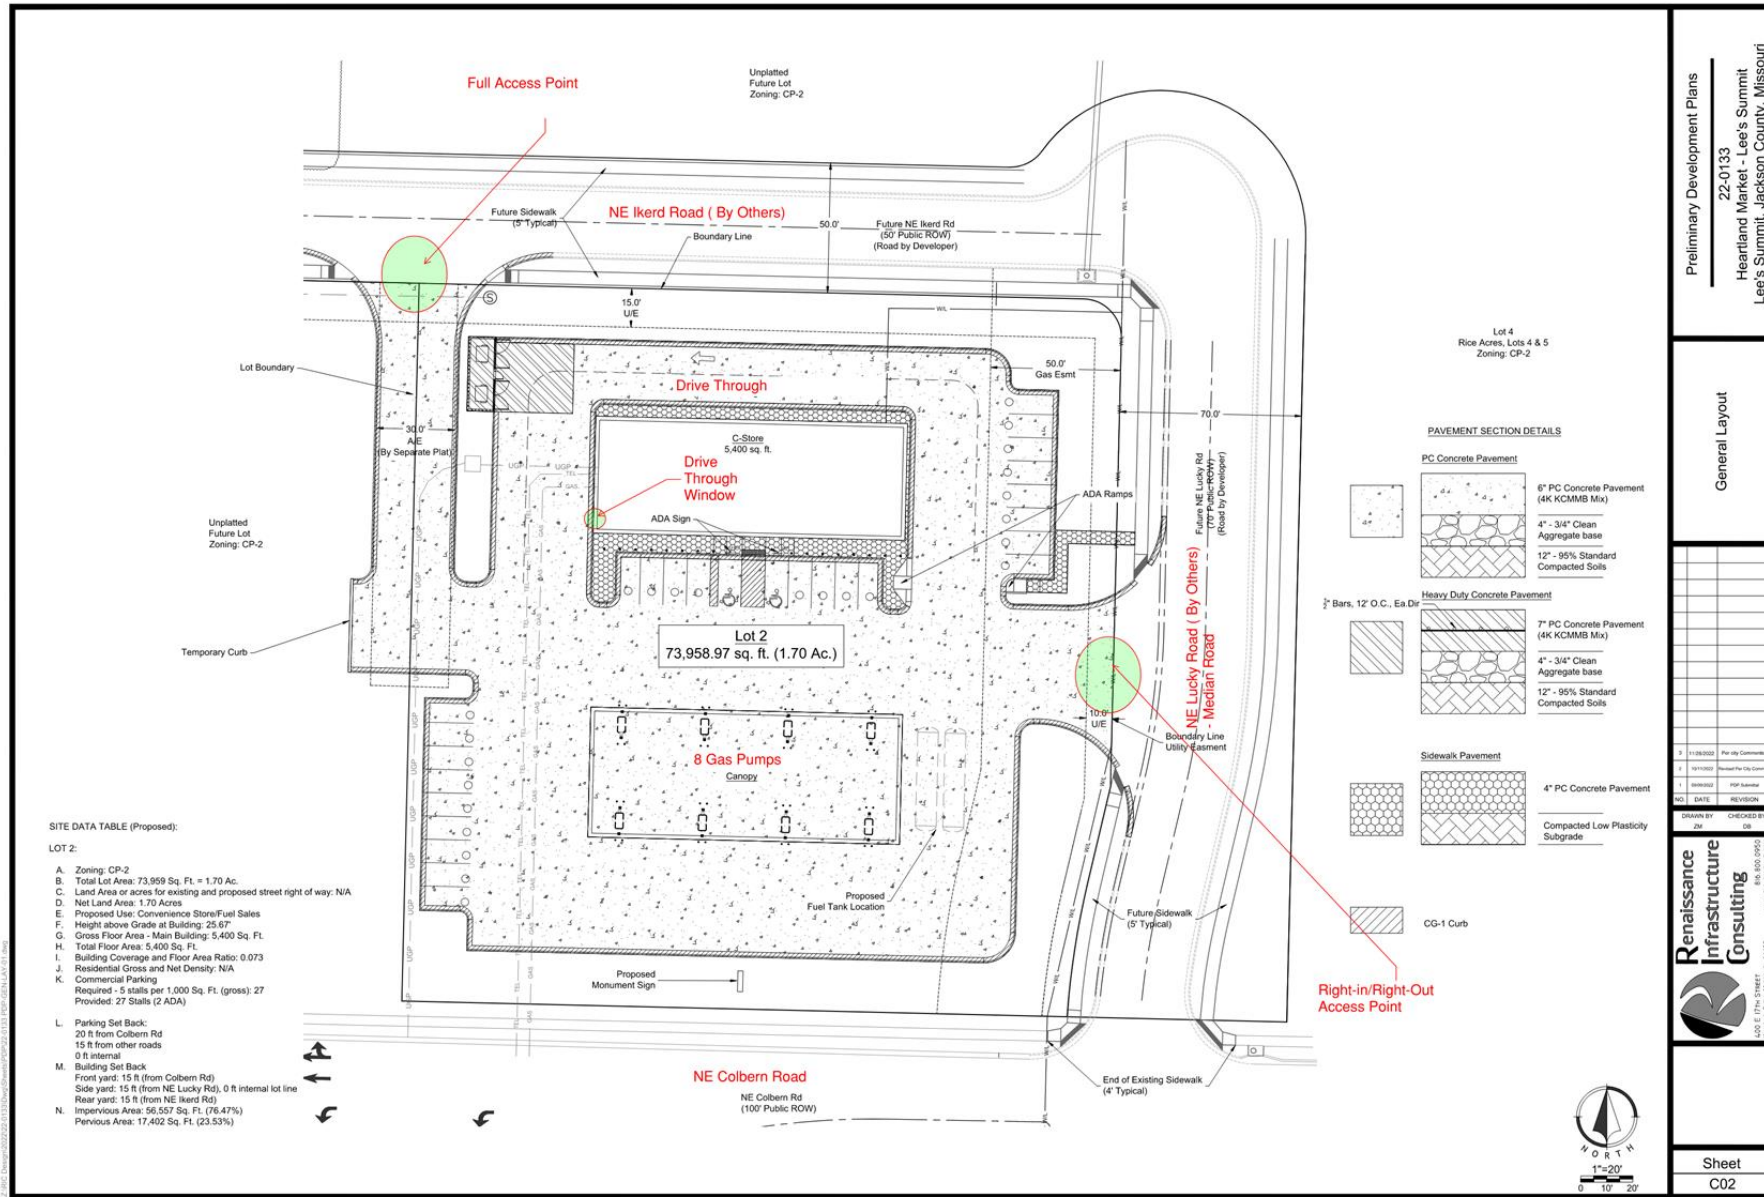 Full Access Point
Unplatted
Future Lot
Zoning: CP-2
Future Sidewalk
(5' Typical)
NE Ikerd Road ( By Others)
Boundary Line
50.0'
Future NE Ikerd Rd
(50' Public ROW)
(Road by Developer)
W/L
S
15.0'
U/E
W/L
Lot Boundary
Drive Through
50.0'
Gas Esmt
70.0'
Lot 4
Rice Acres, Lots 4 & 5
Zoning: CP-2
30.0'
A/E
(By Separate Plat)
C-Store
5,400 sq. ft.
Drive
Through
Window
UGP
UGP
TEL
GAS
ADA Sign
ADA Ramps
Future NE Lucky Rd
(70' Public ROW)
(Road by Developer)
Unplatted
Future Lot
Zoning: CP-2
Temporary Curb
Lot 2
73,958.97 sq. ft. (1.70 Ac.)
NE Lucky Road ( By Others)
- Median Road
10.0'
U/E
Boundary Line
Utility Easment
8 Gas Pumps
Canopy
Proposed
Fuel Tank Location
Future Sidewalk
(5' Typical)
Proposed
Monument Sign
Right-in/Right-Out
Access Point
NE Colbern Road
NE Colbern Rd
(100' Public ROW)
End of Existing Sidewalk
(4' Typical)
PAVEMENT SECTION DETAILS
PC Concrete Pavement
6" PC Concrete Pavement
(4K KCMMB Mix)
4" - 3/4" Clean
Aggregate base
12" - 95% Standard
Compacted Soils
Heavy Duty Concrete Pavement
Bars, 12' O.C., Ea.Dir
7" PC Concrete Pavement
(4K KCMMB Mix)
4" - 3/4" Clean
Aggregate base
12" - 95% Standard
Compacted Soils
Sidewalk Pavement
4" PC Concrete Pavement
Compacted Low Plasticity
Subgrade
CG-1 Curb
SITE DATA TABLE (Proposed):
LOT 2:
A. Zoning: CP-2
B. Total Lot Area: 73,959 Sq. Ft. = 1.70 Ac.
C. Land Area or acres for existing and proposed street right of way: N/A
D. Net Land Area: 1.70 Acres
E. Proposed Use: Convenience Store/Fuel Sales
F. Height above Grade at Building: 25.67'
G. Gross Floor Area - Main Building: 5,400 Sq. Ft.
H. Total Floor Area: 5,400 Sq. Ft.
I. Building Coverage and Floor Area Ratio: 0.073
J. Residential Gross and Net Density: N/A
K. Commercial Parking
Required - 5 stalls per 1,000 Sq. Ft. (gross): 27
Provided: 27 Stalls (2 ADA)
L. Parking Set Back:
20 ft from Colbern Rd
15 ft from other roads
0 ft internal
M. Building Set Back
Front yard: 15 ft (from Colbern Rd)
Side yard: 15 ft (from NE Lucky Rd), 0 ft internal lot line
Rear yard: 15 ft (from NE Ikerd Rd)
N. Impervious Area: 56,557 Sq. Ft. (76.47%)
Pervious Area: 17,402 Sq. Ft. (23.53%)
NORTH
1"=20'
0 10' 20'
Preliminary Development Plans
22-0133
Heartland Market - Lee's Summit
Lee's Summit, Jackson County, Missouri
General Layout
NO. DATE REVISION
DRAWN BY CHECKED BY
ZM DB
Renaissance
Infrastructure
Consulting
816.800.0950
400 E 17TH STREET
Sheet
C02